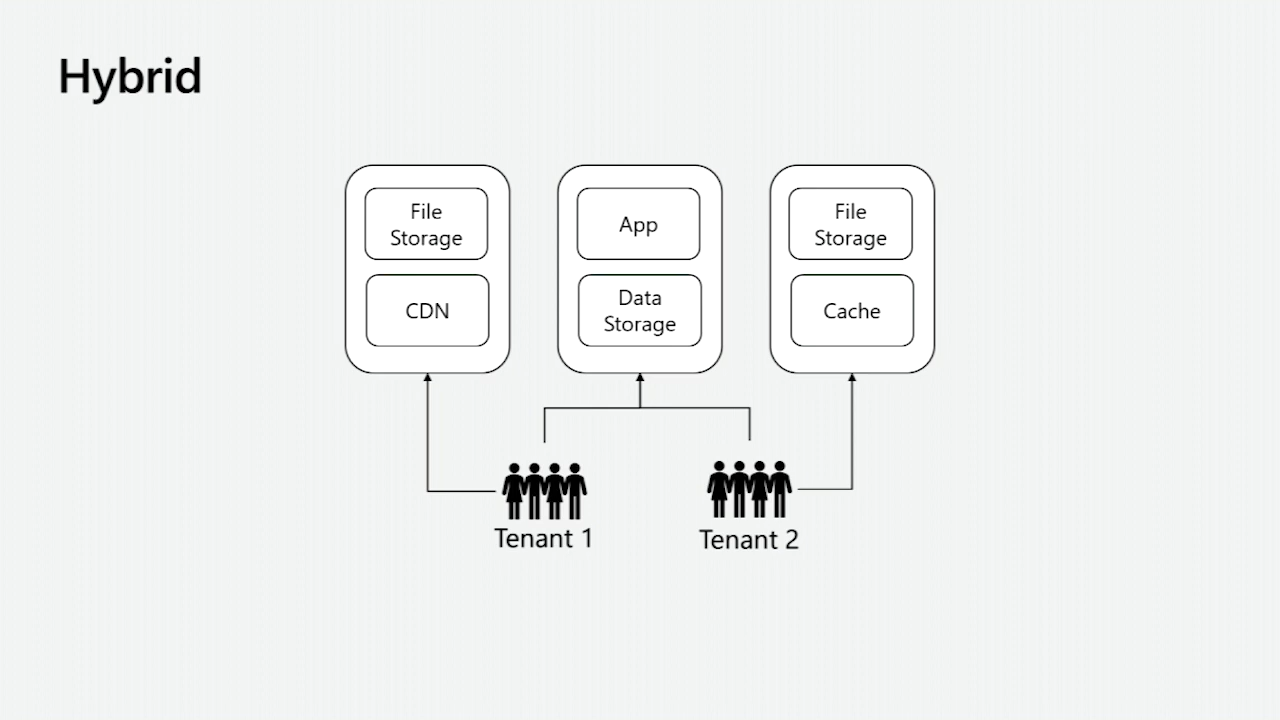 Hybrid
File
Storage
CDN
App
Data
Storage
File
Storage
Cache
Tenant 1
Tenant 2